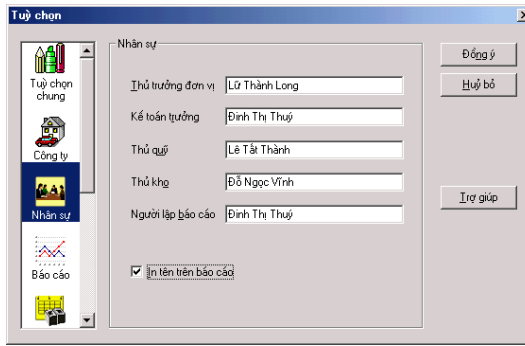 Tuỳ chọn
Tuỳ chọn chung
Công ty
Nhân sự
Báo cáo
Nhân sự
Thủ trưởng đơn vị Lữ Thành Long
Kế toán trưởng Đinh Thị Thuý
Thủ quỹ Lê Tất Thành
Thủ kho Đỗ Ngọc Vĩnh
Người lập báo cáo Đinh Thị Thuý
In tên trên báo cáo
Đồng ý
Huỷ bỏ
Trợ giúp